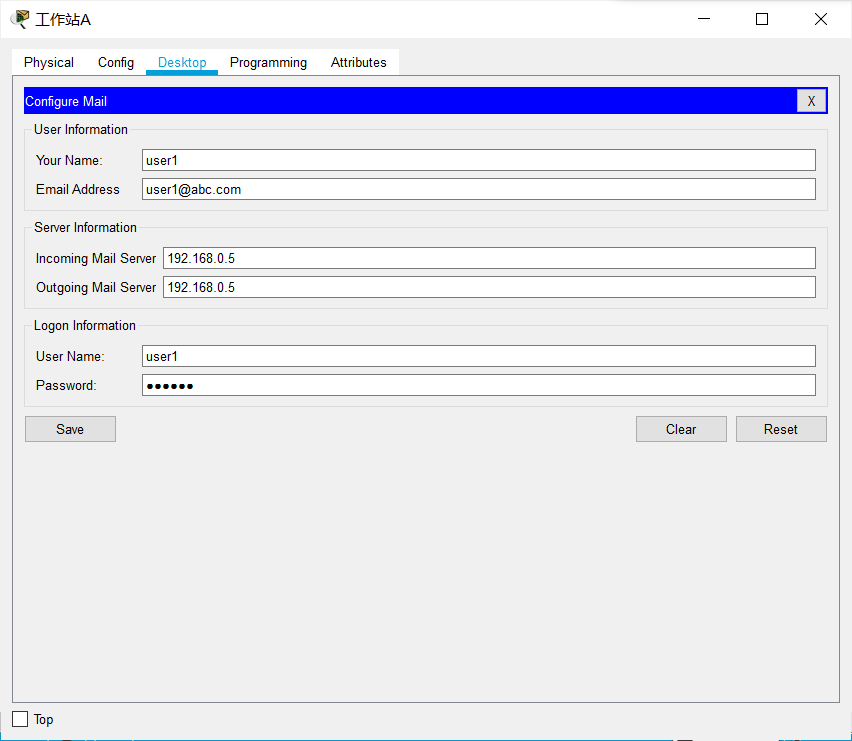 工作站A
Physical Config Desktop Programming Attributes
Configure Mail X
User Information
Your Name: user1
Email Address user1@abc.com
Server Information
Incoming Mail Server 192.168.0.5
Outgoing Mail Server 192.168.0.5
Logon Information
User Name: user1
Password: ●●●●●●
Save Clear Reset
Top